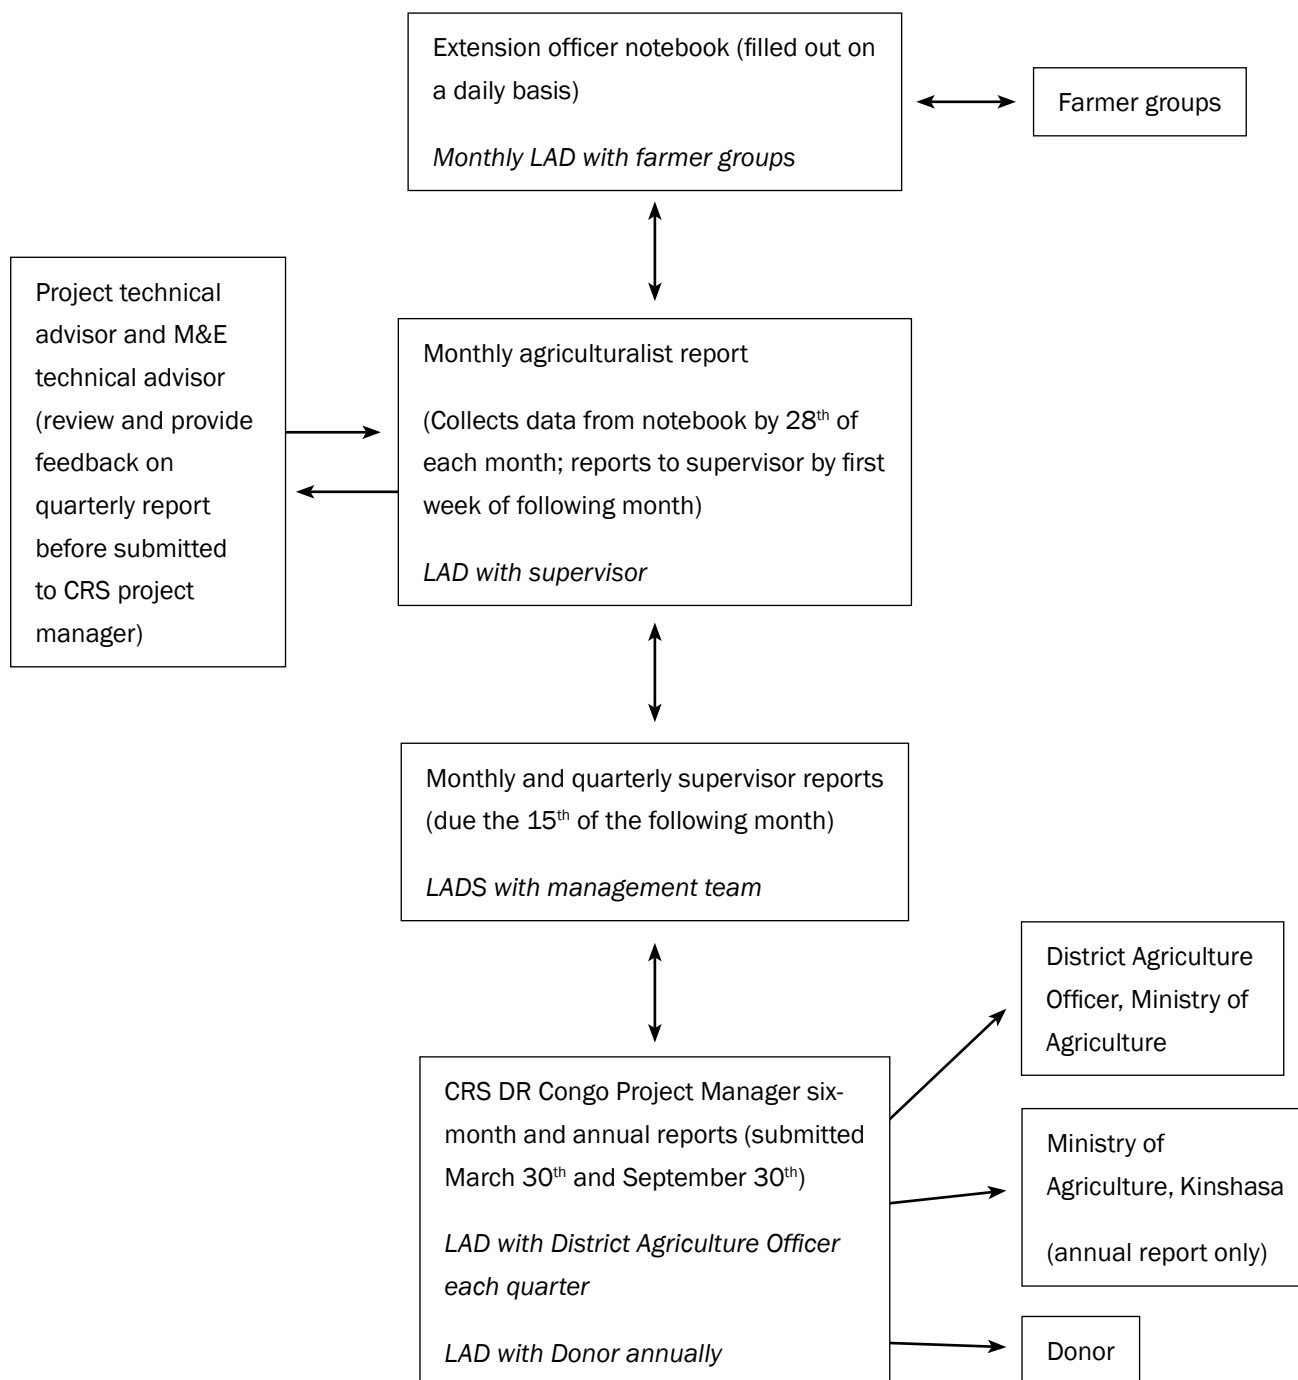 Extension officer notebook (filled out on
a daily basis)
Monthly LAD with farmer groups
Farmer groups
Project technical
advisor and M&E
technical advisor
(review and provide
feedback on
quarterly report
before submitted
to CRS project
manager)
Monthly agriculturalist report
(Collects data from notebook by 28th of
each month; reports to supervisor by first
week of following month)
LAD with supervisor
Monthly and quarterly supervisor reports
(due the 15th of the following month)
LADS with management team
CRS DR Congo Project Manager six-
month and annual reports (submitted
March 30th and September 30th)
LAD with District Agriculture Officer
each quarter
LAD with Donor annually
District Agriculture
Officer, Ministry of
Agriculture
Ministry of
Agriculture, Kinshasa
(annual report only)
Donor